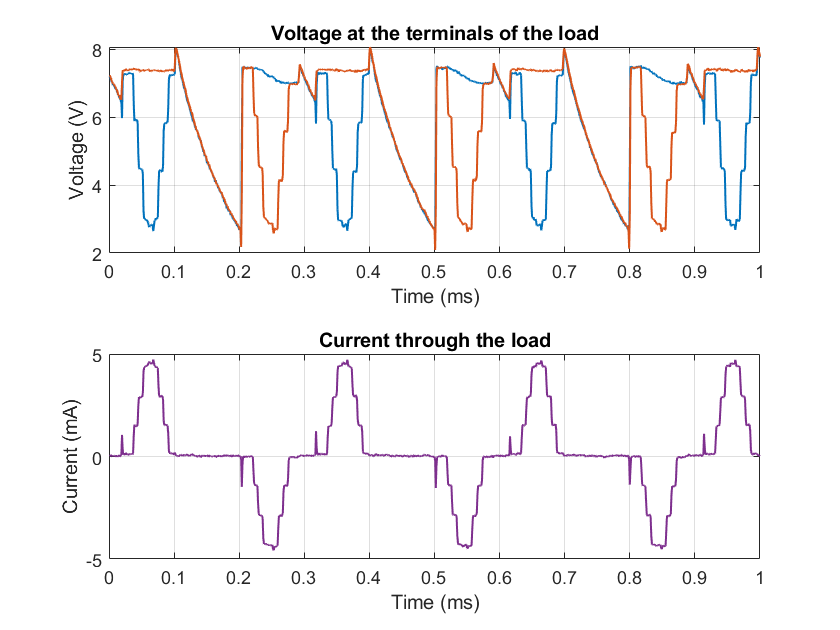 Voltage at the terminals of the load
8
6
4
2
Voltage (V)
0 0.1 0.2 0.3 0.4 0.5 0.6 0.7 0.8 0.9 1
Time (ms)
Current through the load
5
0
-5
Current (mA)
0 0.1 0.2 0.3 0.4 0.5 0.6 0.7 0.8 0.9 1
Time (ms)